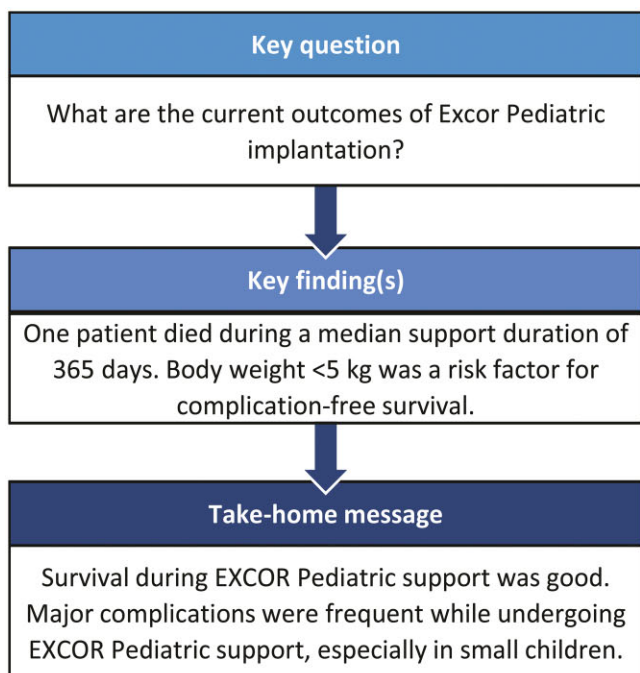 Key question
What are the current outcomes of Excor Pediatric
implantation?
Key finding(s)
One patient died during a median support duration of
365 days. Body weight <5 kg was a risk factor for
complication-free survival.
Take-home message
Survival during EXCOR Pediatric support was good.
Major complications were frequent while undergoing
EXCOR Pediatric support, especially in small children.